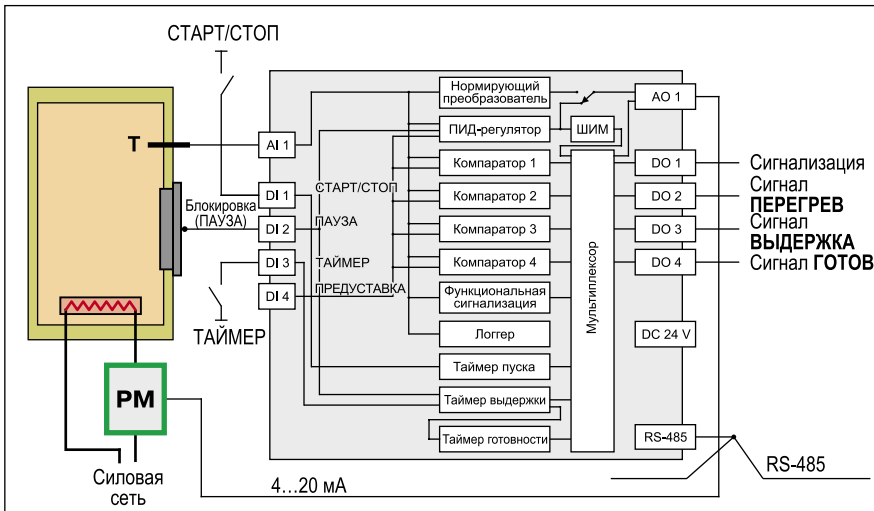 СТАРТ/СТОП
Нормирующий
преобразователь
АО 1
Т
AI 1
ПИД-регулятор
ШИМ
Компаратор 1
DO 1
Сигнализация
DI 1
СТАРТ/СТОП
Компаратор 2
DO 2
Сигнал
ПЕРЕГРЕВ
Блокировка
(ПАУЗА)
DI 2
ПАУЗА
Компаратор 3
DO 3
Сигнал
ВЫДЕРЖКА
DI 3
ТАЙМЕР
Компаратор 4
DO 4
Сигнал ГОТОВ
DI 4
ПРЕДУСТАВКА
Функциональная
сигнализация
Мультиплексор
ТАЙМЕР
Логгер
DC 24 V
Таймер пуска
РМ
Таймер выдержки
Таймер готовности
RS-485
RS-485
Силовая
сеть
4...20 мА